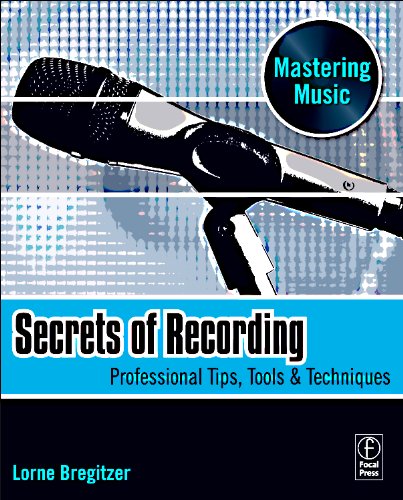 Mastering
Music
Secrets of Recording
Professional Tips, Tools & Techniques
Lorne Bregitzer
f
Focal
Press